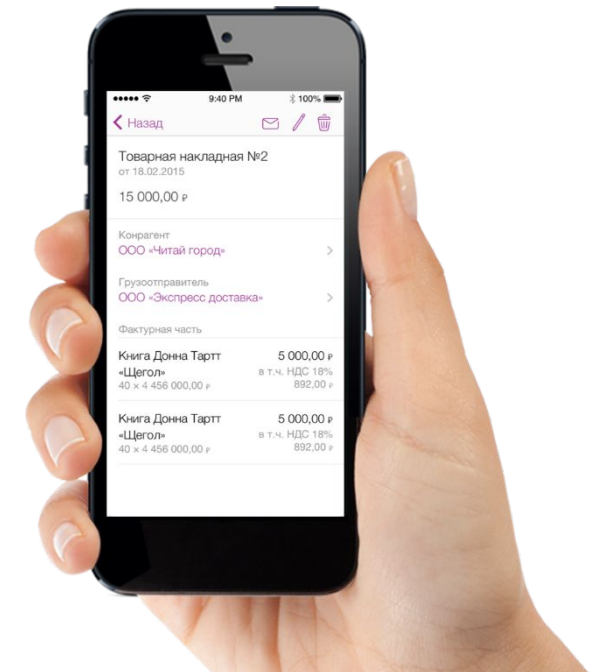 9:40 PM 100%
Назад
Товарная накладная №2
от 18.02.2015
15 000,00 ₽
Конрагент
ООО «Читай город»
Грузоотправитель
ООО «Экспресс доставка»
Фактурная часть
Книга Донна Тартт 5 000,00 ₽
«Щегол» в т.ч. НДС 18%
40 × 4 456 000,00 ₽ 892,00 ₽
Книга Донна Тартт 5 000,00 ₽
«Щегол» в т.ч. НДС 18%
40 × 4 456 000,00 ₽ 892,00 ₽